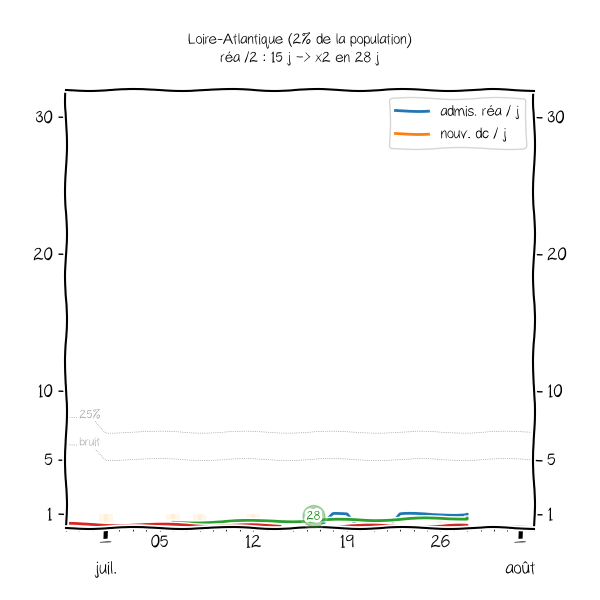 Loire-Atlantique (2% de la population)
réa /2 : 15 j -> x2 en 28 j
admis. réa / j
nouv. dc / j
30
30
20
20
10
10
25%
bruit
5
5
1
1
28
05
12
19
26
juil.
août